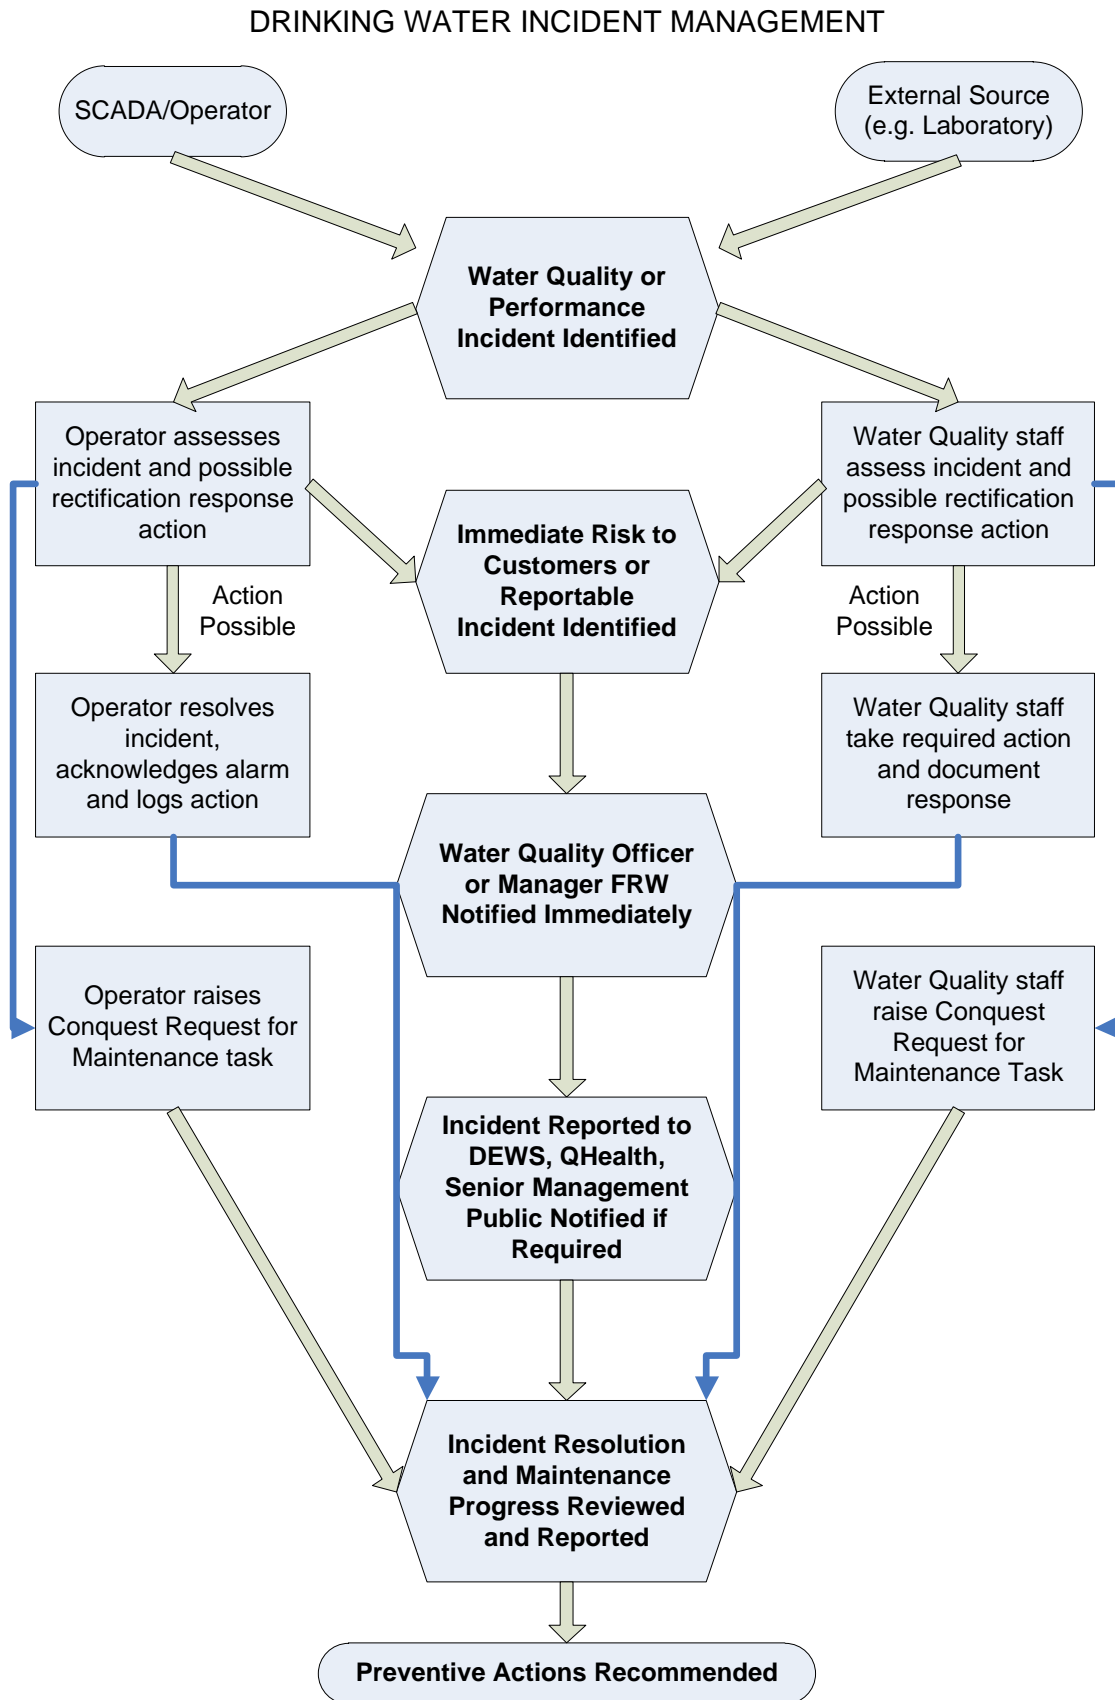 DRINKING WATER INCIDENT MANAGEMENT
SCADA/Operator
External Source
(e.g. Laboratory)
Water Quality or
Performance
Incident Identified
Operator assesses
incident and possible
rectification response
action
Water Quality staff
assess incident and
possible rectification
response action
Immediate Risk to
Customers or
Reportable
Incident Identified
Action
Possible
Action
Possible
Operator resolves
incident,
acknowledges alarm
and logs action
Water Quality staff
take required action
and document
response
Water Quality Officer
or Manager FRW
Notified Immediately
Operator raises
Conquest Request for
Maintenance task
Water Quality staff
raise Conquest
Request for
Maintenance Task
Incident Reported to
DEWS, QHealth,
Senior Management
Public Notified if
Required
Incident Resolution
and Maintenance
Progress Reviewed
and Reported
Preventive Actions Recommended